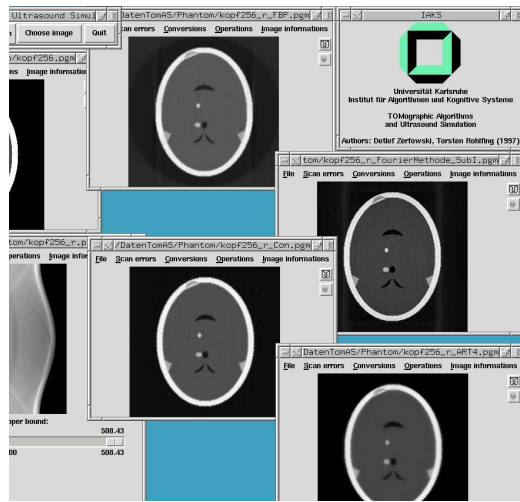 Ultrasound Simul
Choose image
Quit
DatenTomAS/Phantom/kopf256_r_FBP.pgm
can errors Conversions Operations Image informations
kopf256.pgm
ons Image informatio
IAKS
Universität Karlsruhe
Institut für Algorithmen und Kognitive Systeme
TOMographic Algorithms
and Ultrasound Simulation
Authors: Detlef Zerfowski, Torsten Rohlfing (1997)
tom/kopf256_r_FourierMethode_SubI.pgm
File Scan errors Conversions Operations Image informations
tom/kopf256_r.p
perations Image infor
/DatenTomAS/Phantom/kopf256_r_Con.pgm
File Scan errors Conversions Operations Image informations
DatenTomAS/Phantom/kopf256_r_ART4.pgm
File Scan errors Conversions Operations Image informations
pper bound:
508.43
00 508.43